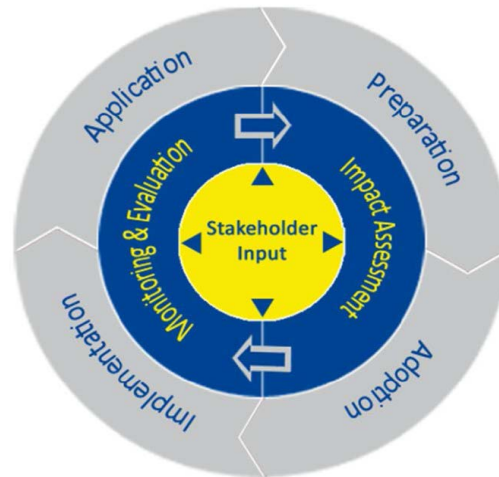 Application
Preparation
Monitoring & Evaluation
Impact Assessment
Stakeholder
Input
Implementation
Adoption